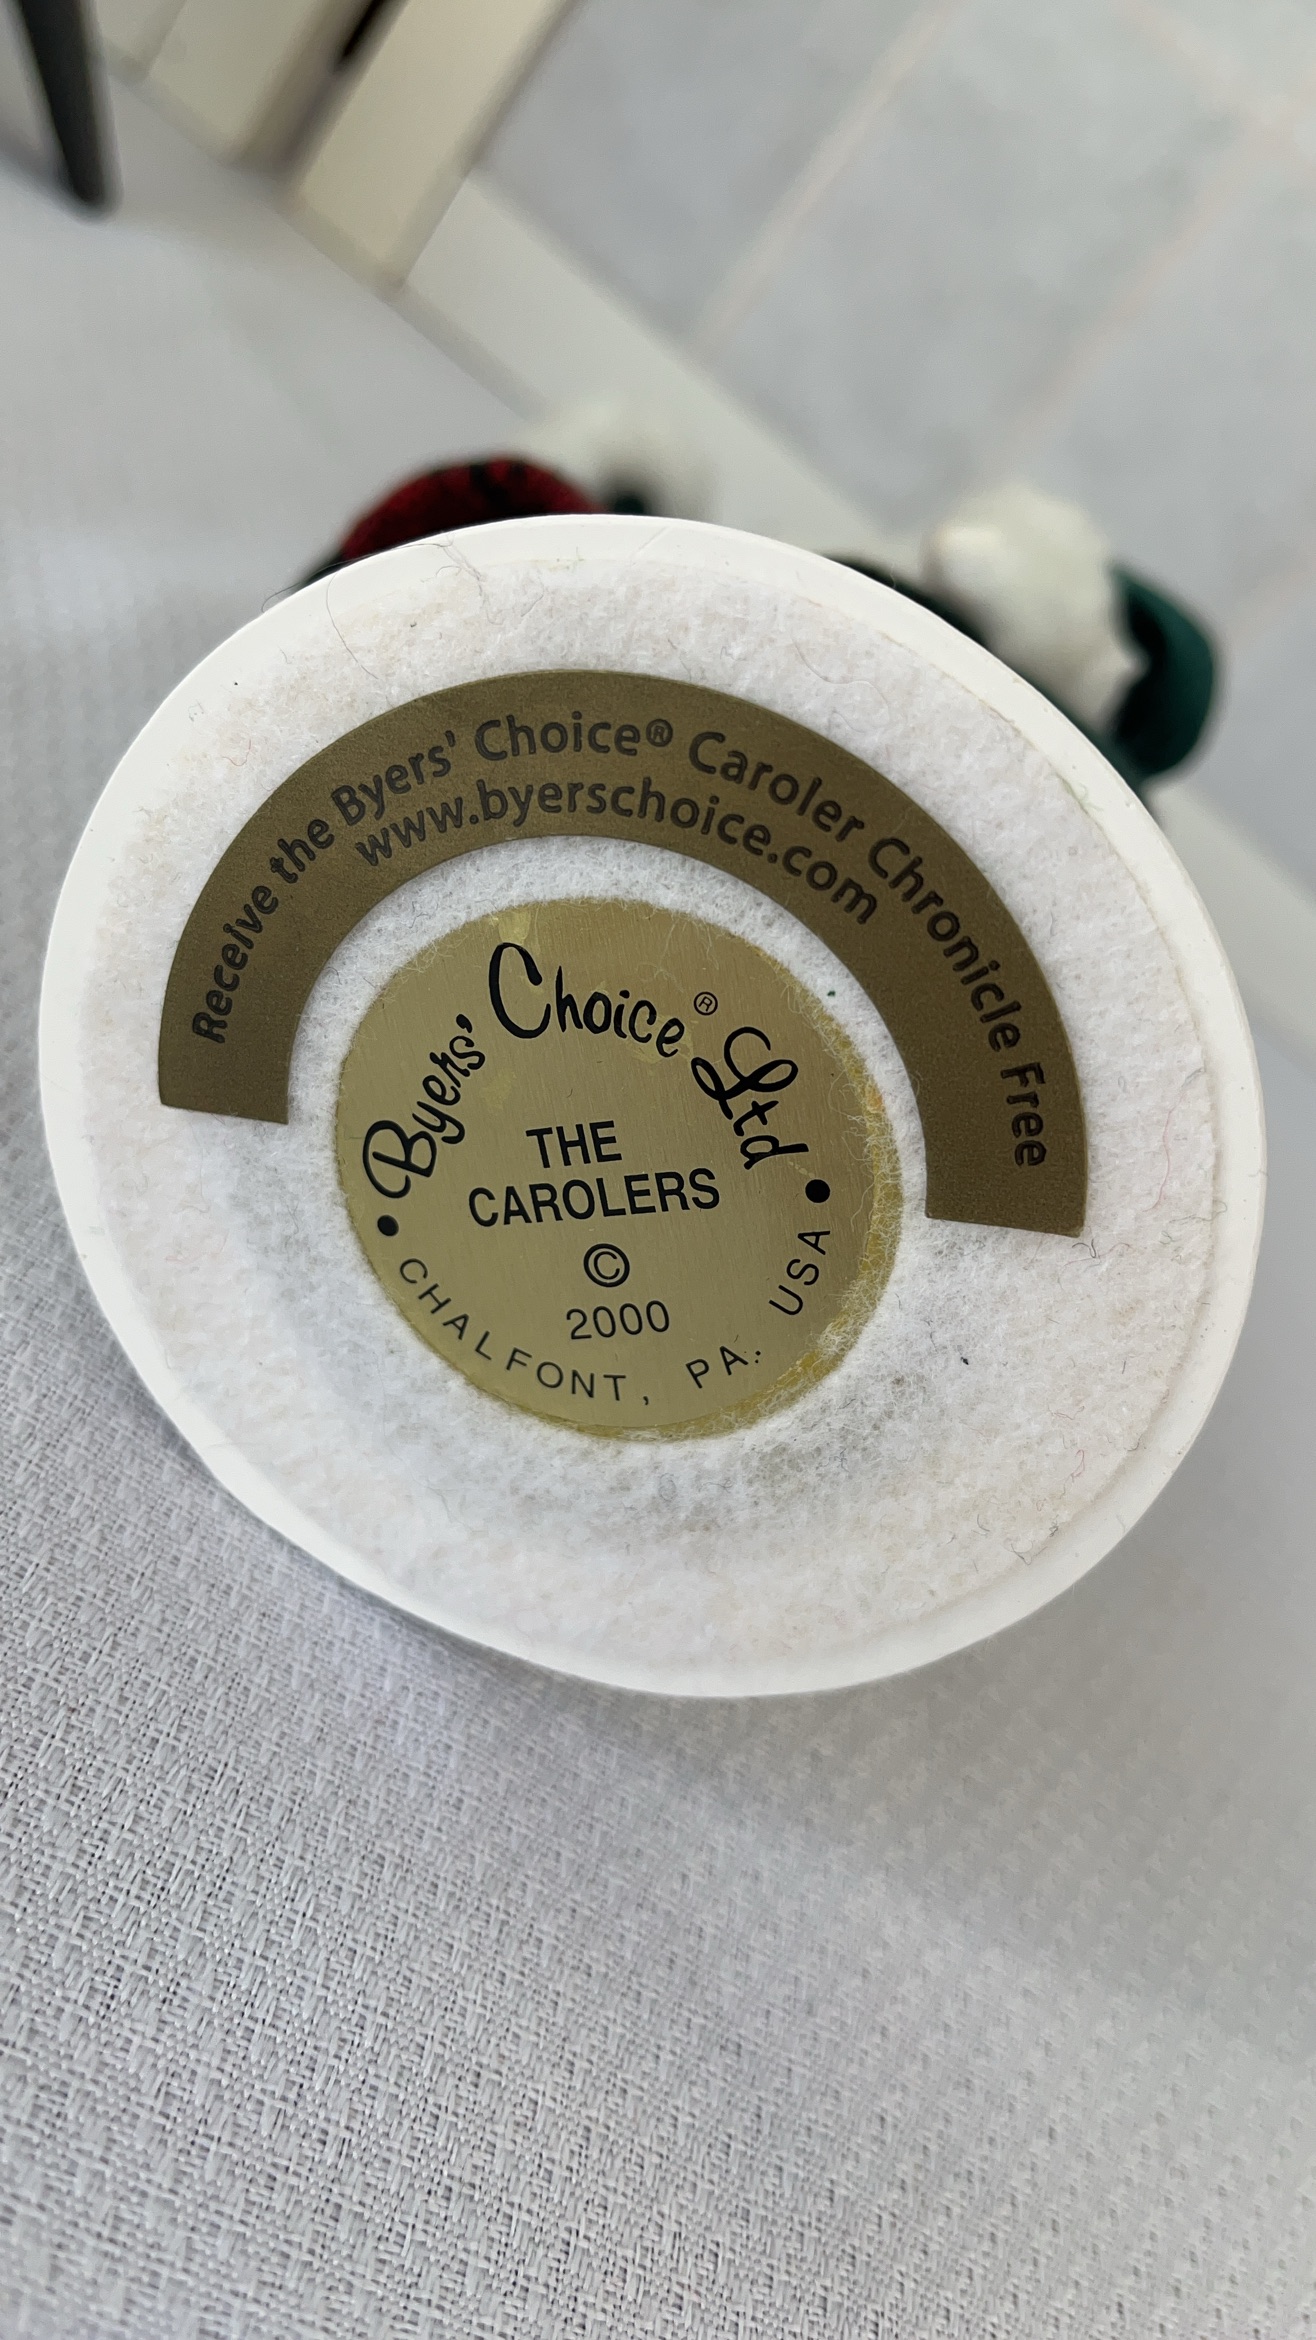 Receive the Byers' Choice® Caroler Chronicle Free
www.byerschoice.com
Byers' Choice® Ltd
THE
CAROLERS
©
2000
• CHALFONT, PA. USA •